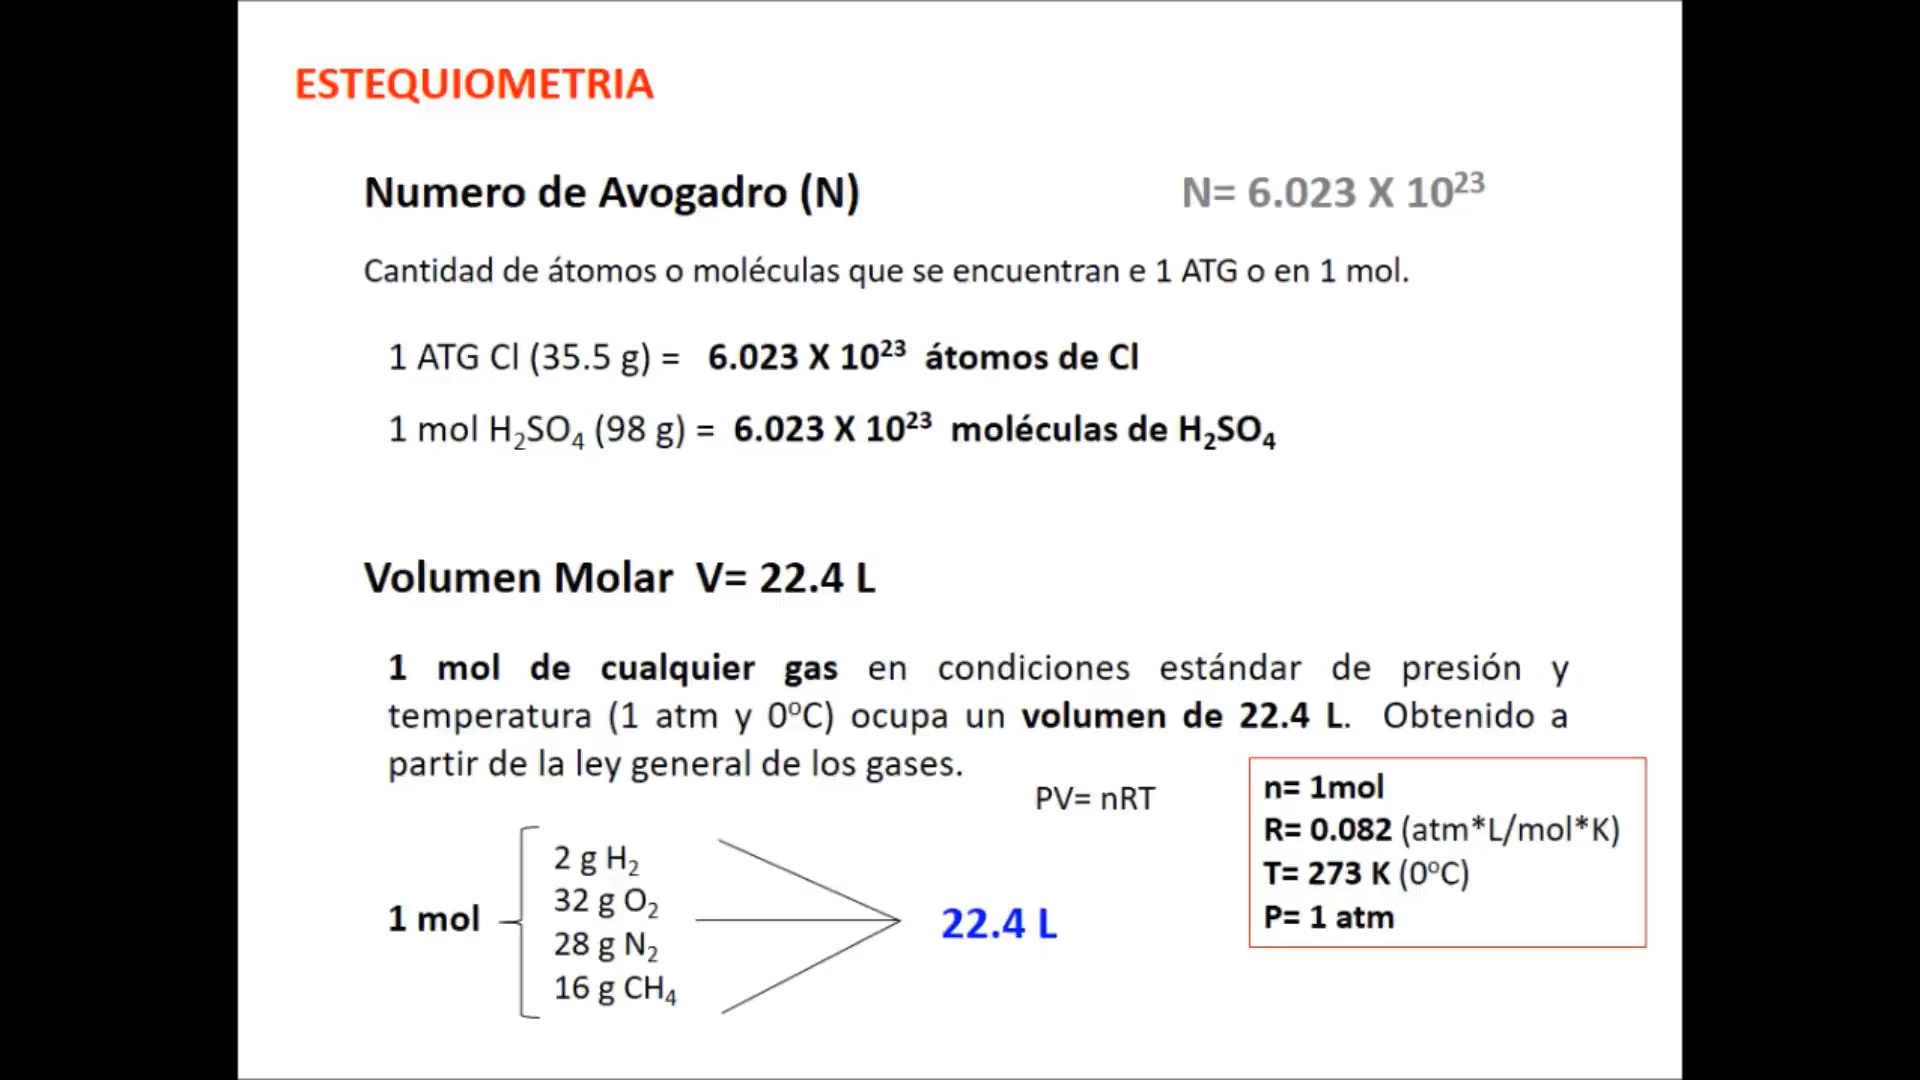 ESTEQUIOMETRIA
Numero de Avogadro (N)
N= 6.023 X 10²³
Cantidad de átomos o moléculas que se encuentran e 1 ATG o en 1 mol.
1 ATG Cl (35.5 g) = 6.023 X 10²³ átomos de Cl
1 mol H₂SO₄ (98 g) = 6.023 X 10²³ moléculas de H₂SO₄
Volumen Molar V= 22.4 L
1 mol de cualquier gas en condiciones estándar de presión y
temperatura (1 atm y 0ºC) ocupa un volumen de 22.4 L. Obtenido a
partir de la ley general de los gases.
PV= nRT
n= 1mol
R= 0.082 (atm*L/mol*K)
T= 273 K (0ºC)
P= 1 atm
1 mol
2 g H₂
32 g O₂
28 g N₂
16 g CH₄
22.4 L